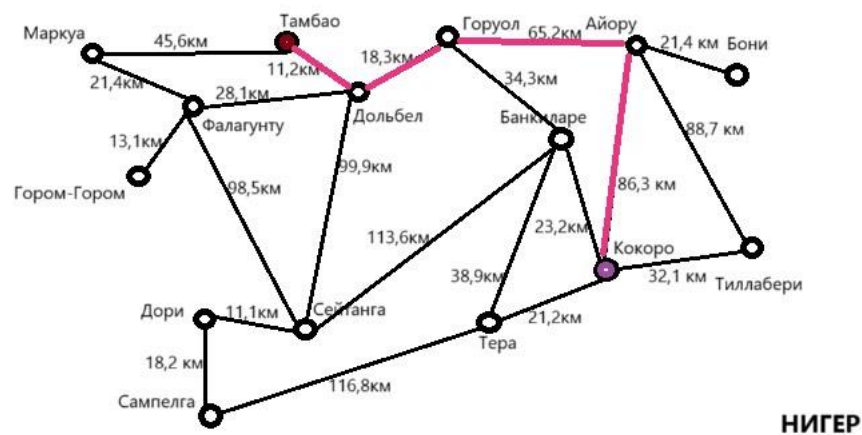 Тамбао
Горуол
Айору
Маркуа
45,6км
65.2км
21,4 км
Бони
11,2км
18,3км
21,4км
28,1км
34,3км
Фалагунту
Дольбел
Банкиларе
88,7 км
13,1км
99,9км
Гором-Гором
98,5км
86,3 км
113,6км
23,2км
Кокоро
38,9км
32,1 км
Тиллабери
Дори
11,1км
Сейтанга
21,2км
Тера
18,2 км
116,8км
Сампелга
НИГЕР